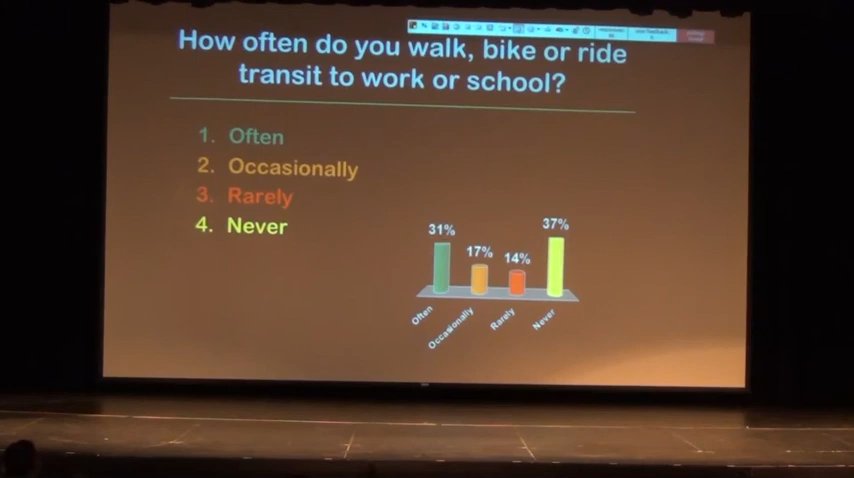 How often do you walk, bike or ride
transit to work or school?
1. Often
2. Occasionally
3. Rarely
4. Never
31%
17%
14%
37%
Often
Occasionally
Rarely
Never